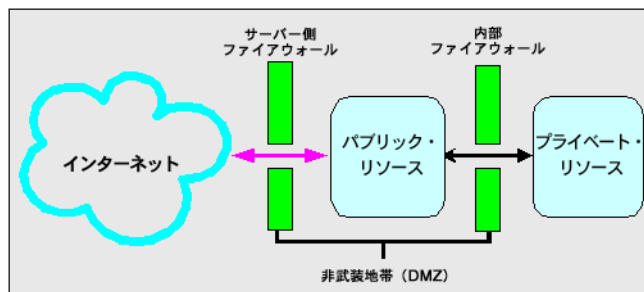 サーバー側
ファイアウォール
内部
ファイアウォール
インターネット
パブリック・
リソース
プライベート・
リソース
非武装地帯（DMZ）